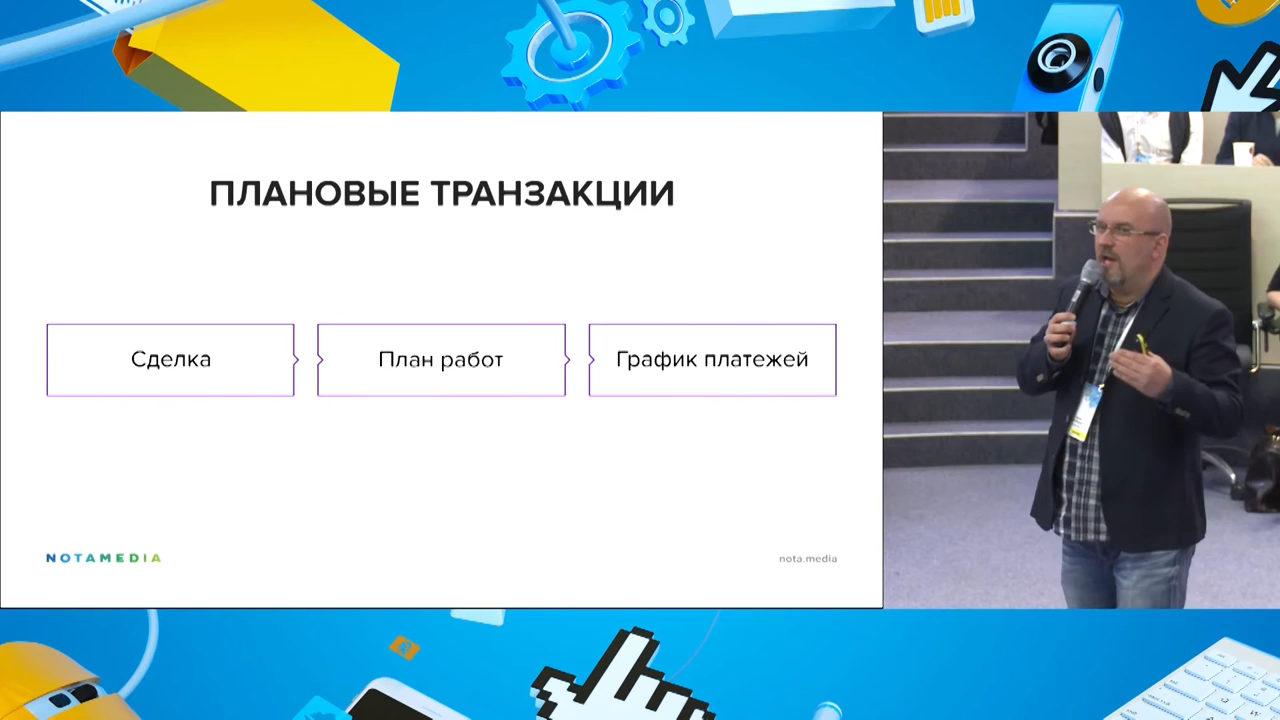 ПЛАНОВЫЕ ТРАНЗАКЦИИ
Сделка
План работ
График платежей
NOTAMEDIA
nota.media